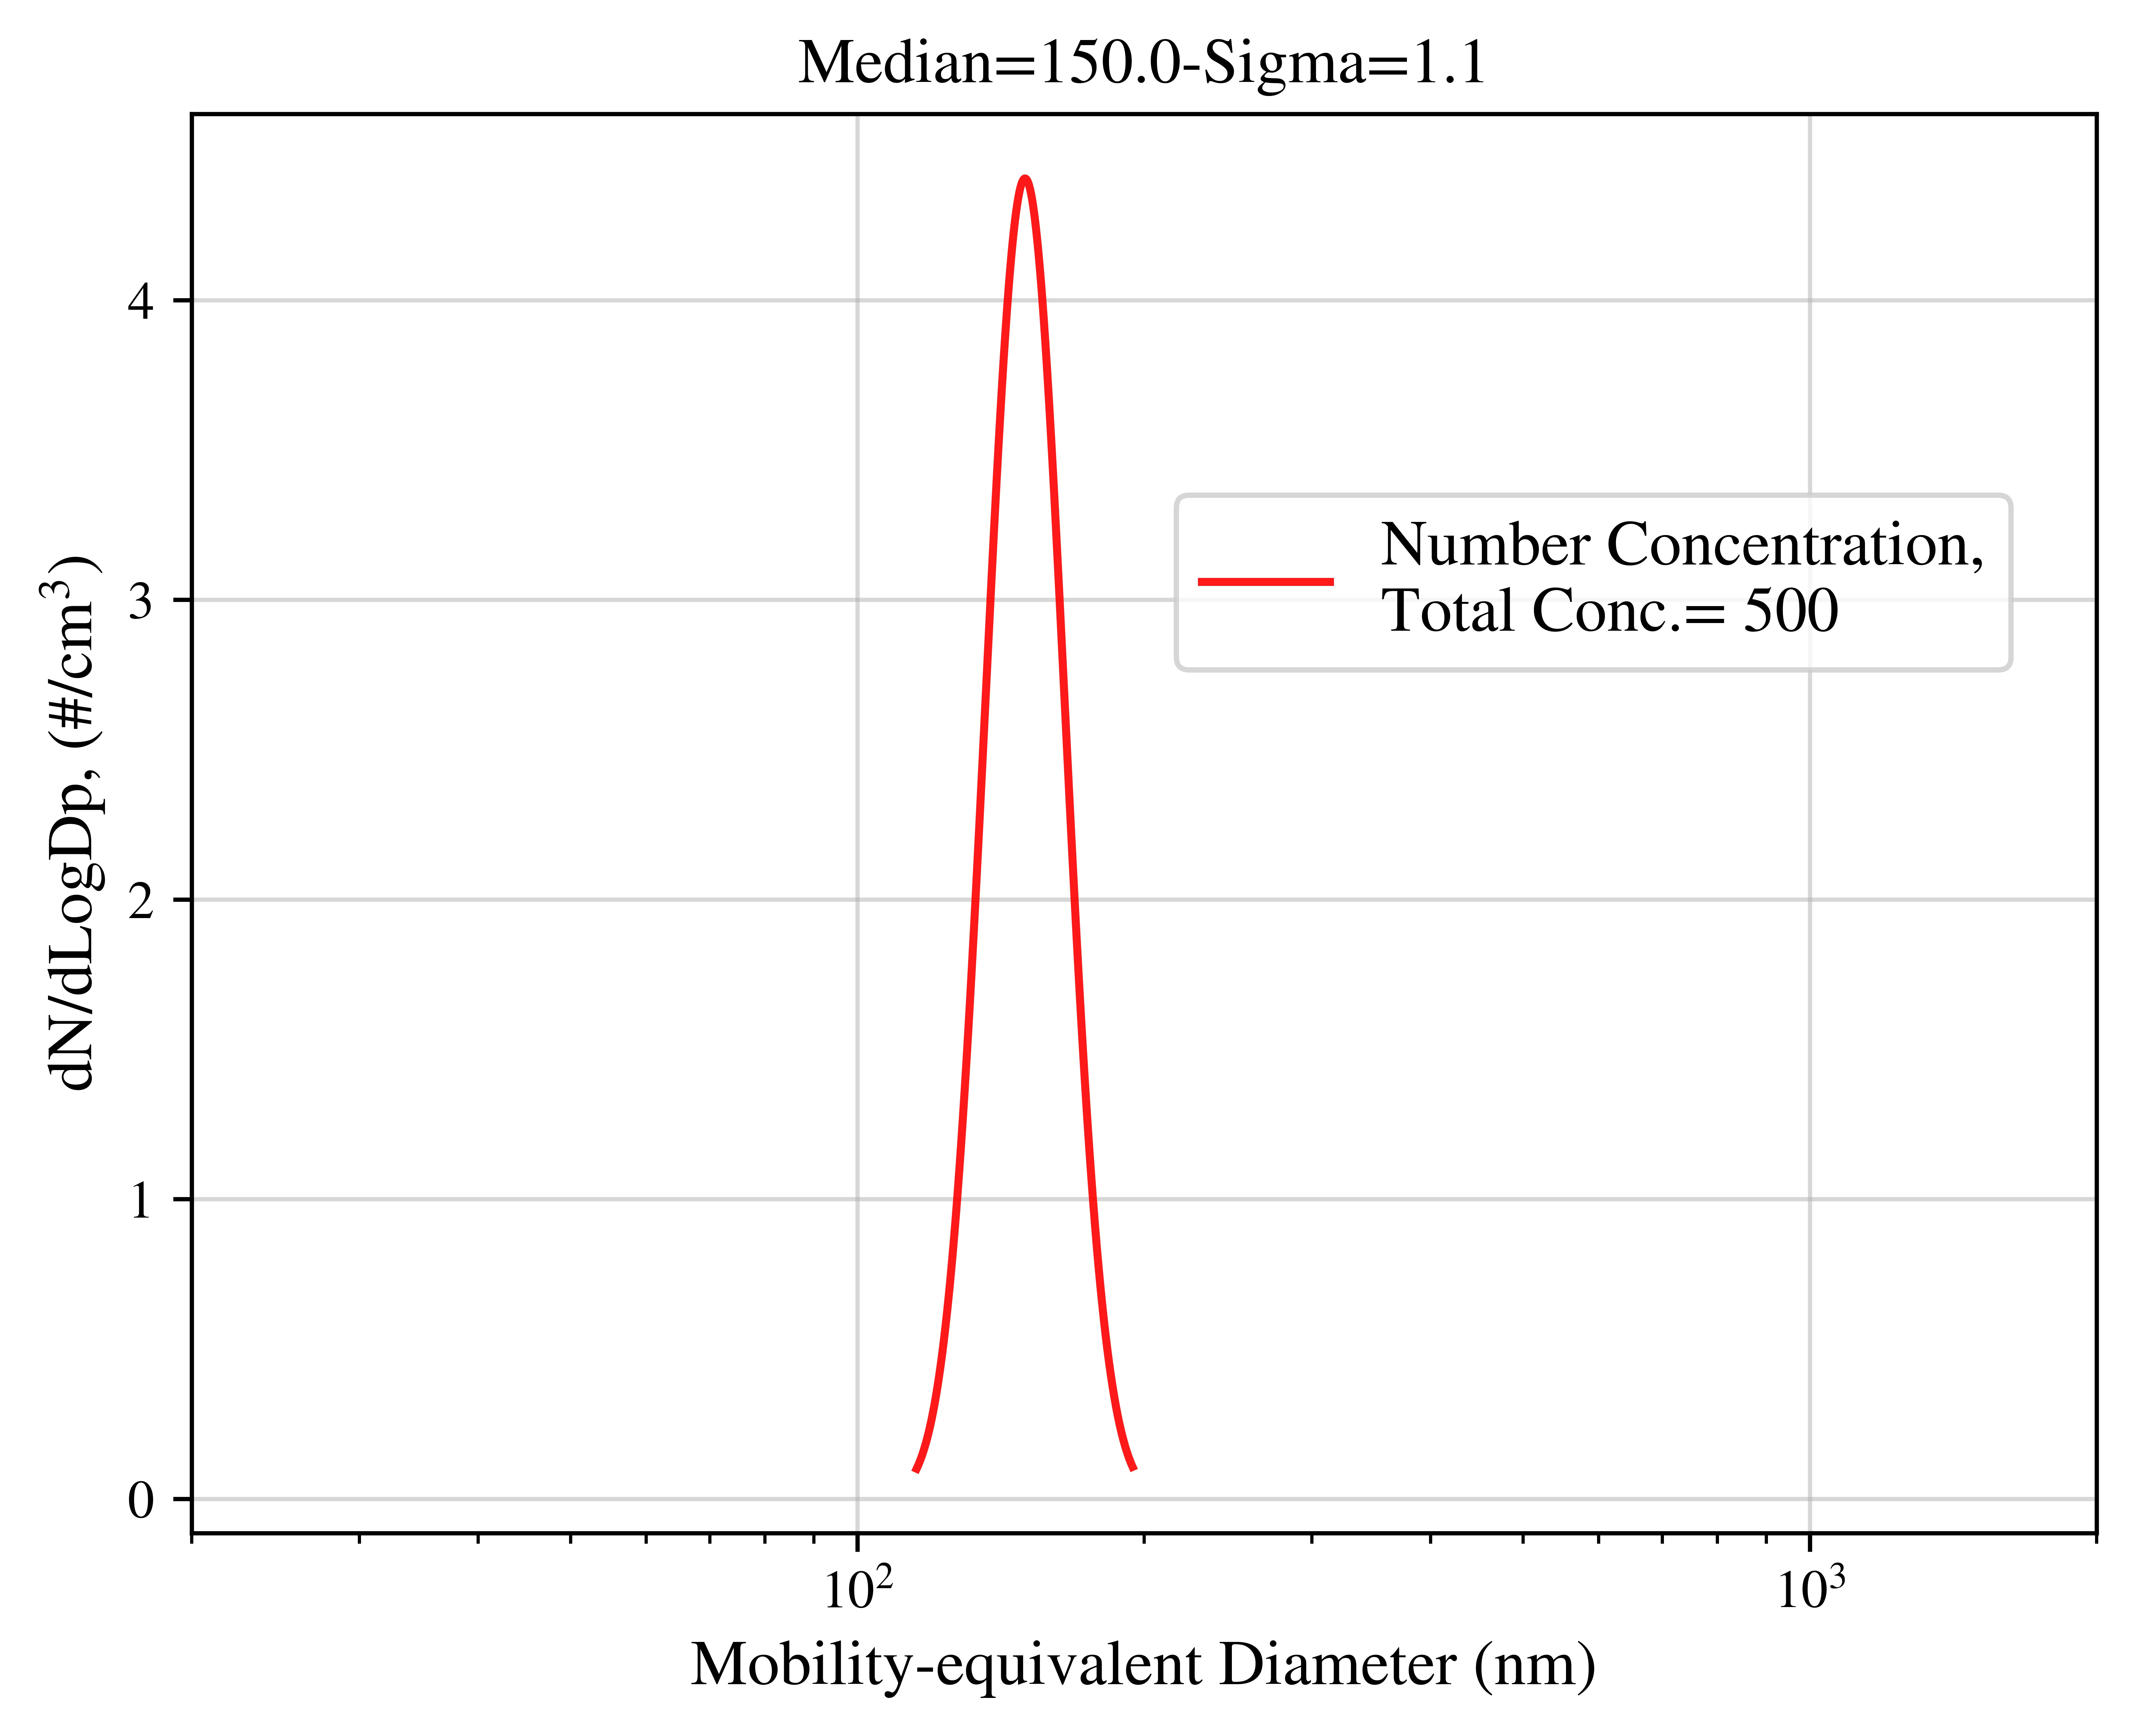 Median=150.0-Sigma=1.1
dN/dLogDp, (#/cm³)
4
3
2
1
0
Number Concentration,
Total Conc.= 500
10² 10³
Mobility-equivalent Diameter (nm)